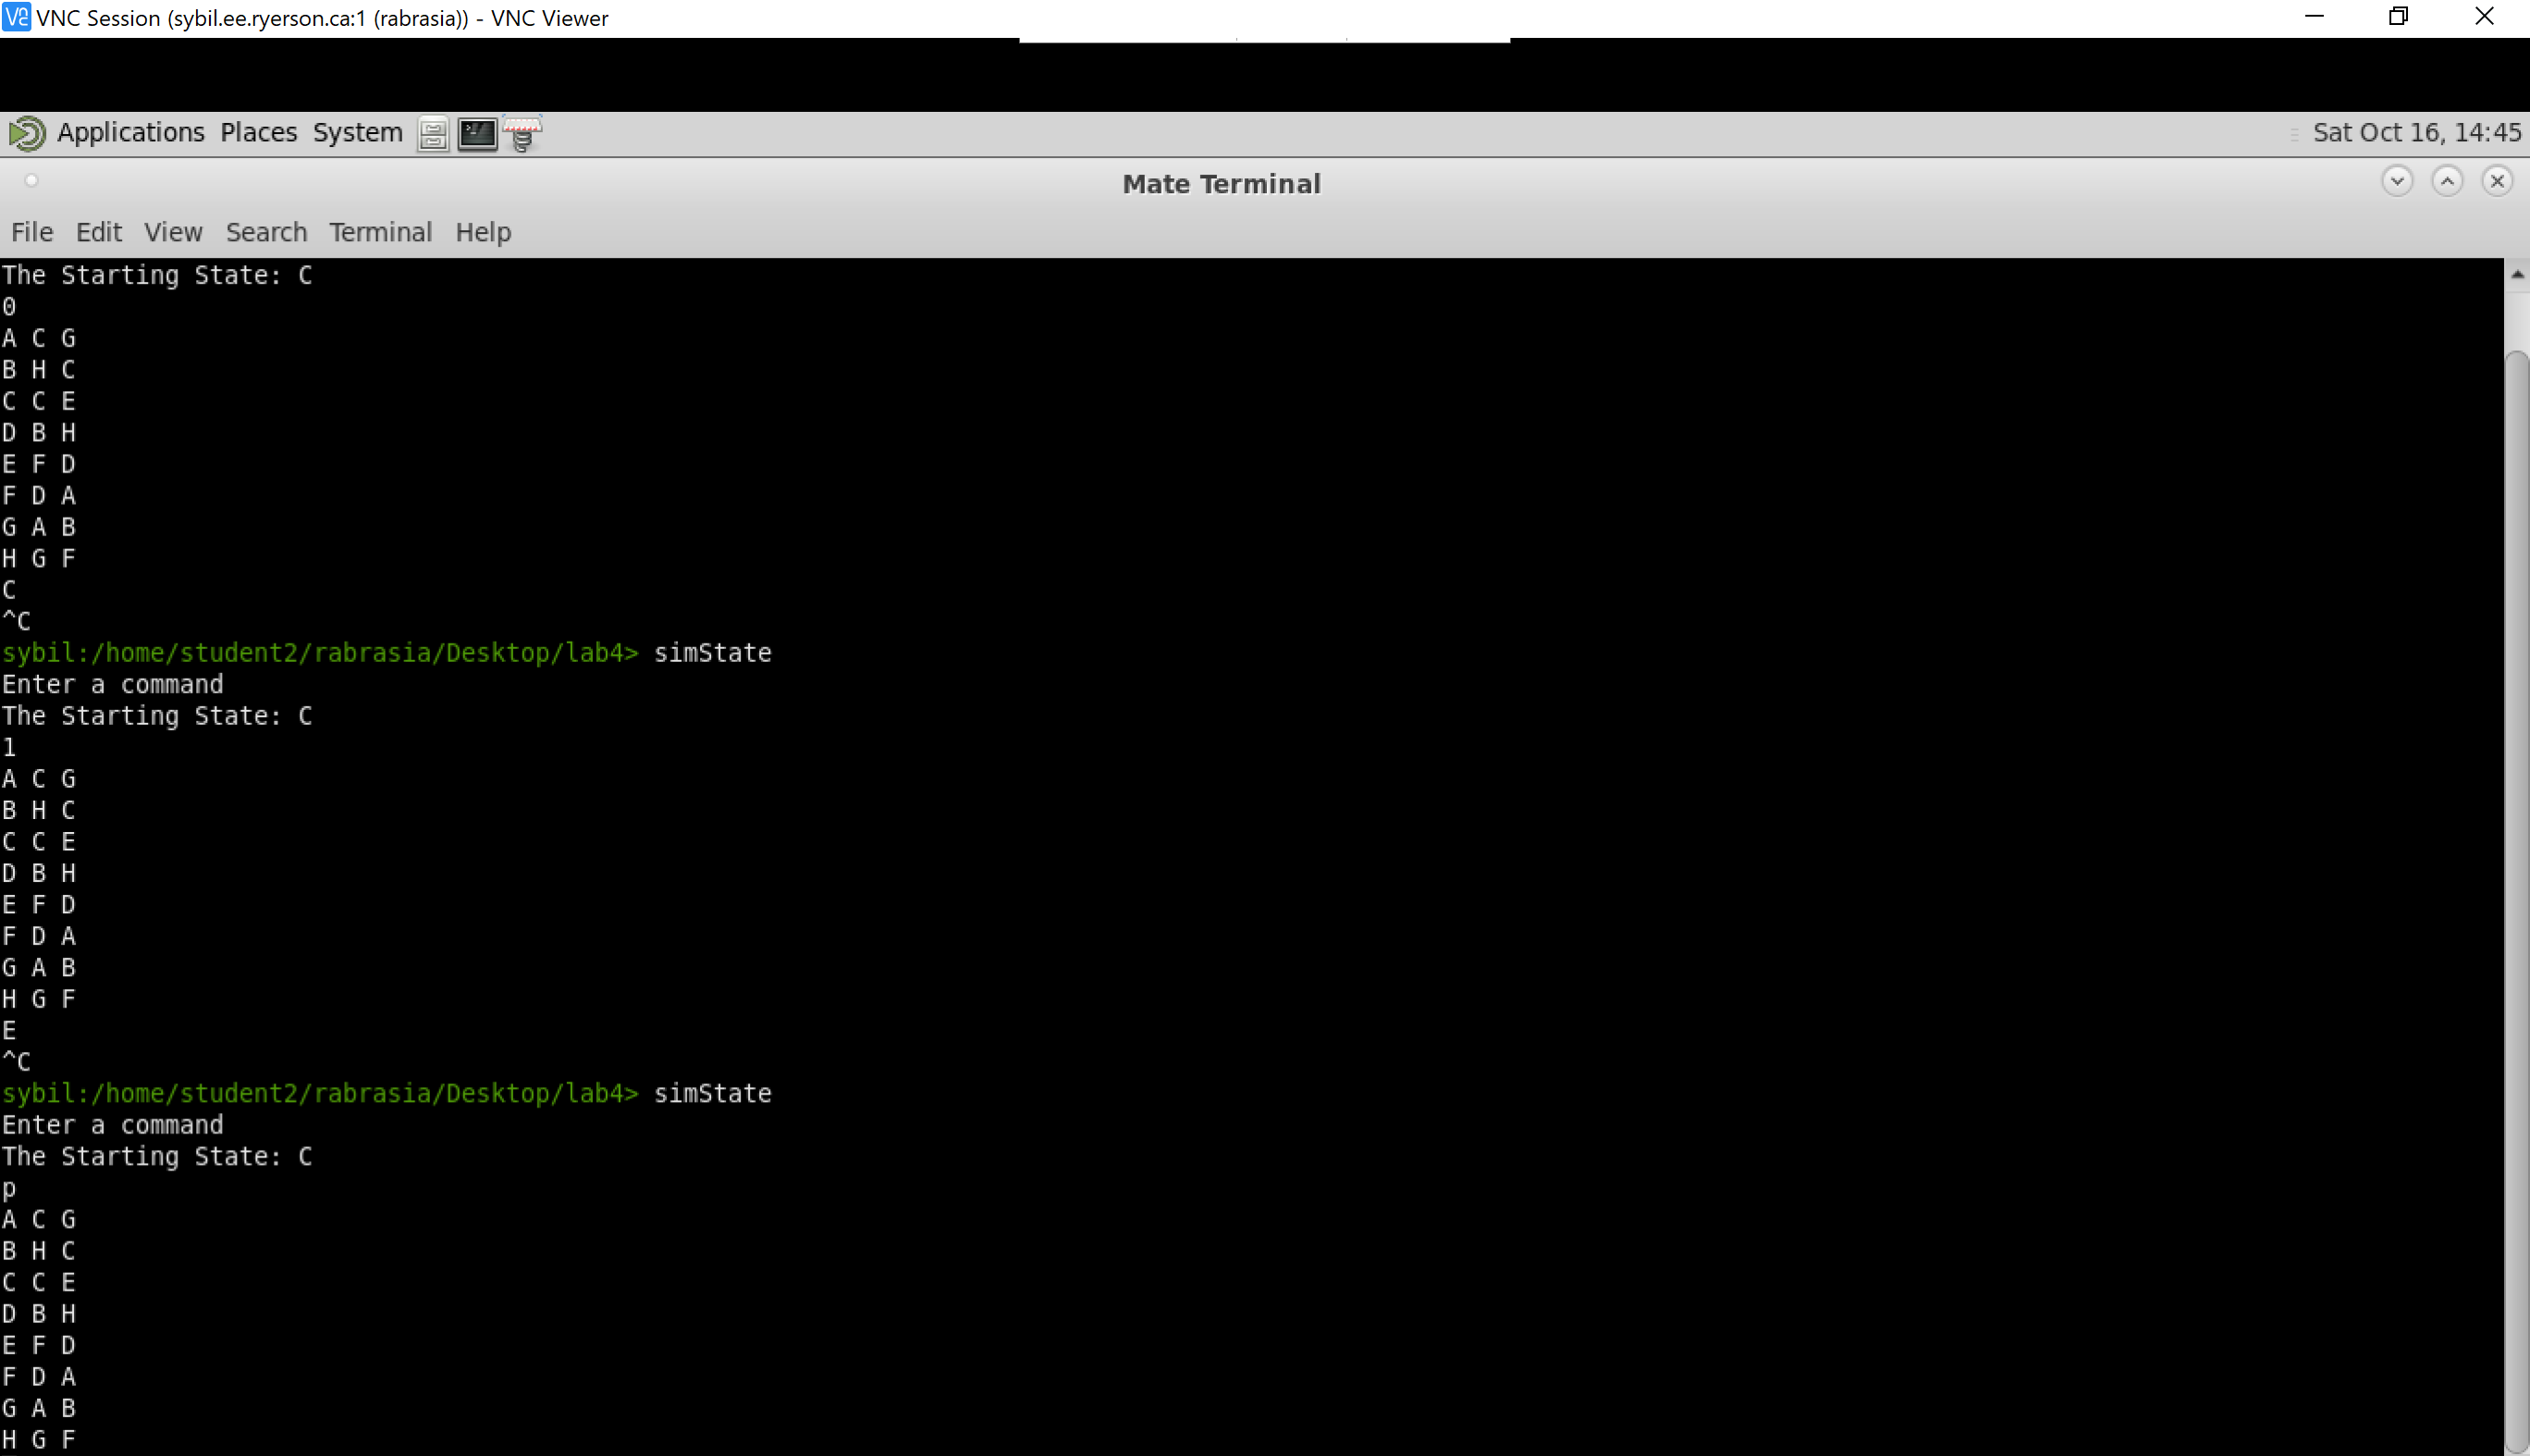 VNC Session (sybil.ee.ryerson.ca:1 (rabrasia)) - VNC Viewer
Applications Places System
Sat Oct 16, 14:45
Mate Terminal
File Edit View Search Terminal Help
The Starting State: C
0
A C G
B H C
C C E
D B H
E F D
F D A
G A B
H G F
C
^C
sybil:/home/student2/rabrasia/Desktop/lab4> simState
Enter a command
The Starting State: C
1
A C G
B H C
C C E
D B H
E F D
F D A
G A B
H G F
E
^C
sybil:/home/student2/rabrasia/Desktop/lab4> simState
Enter a command
The Starting State: C
p
A C G
B H C
C C E
D B H
E F D
F D A
G A B
H G F